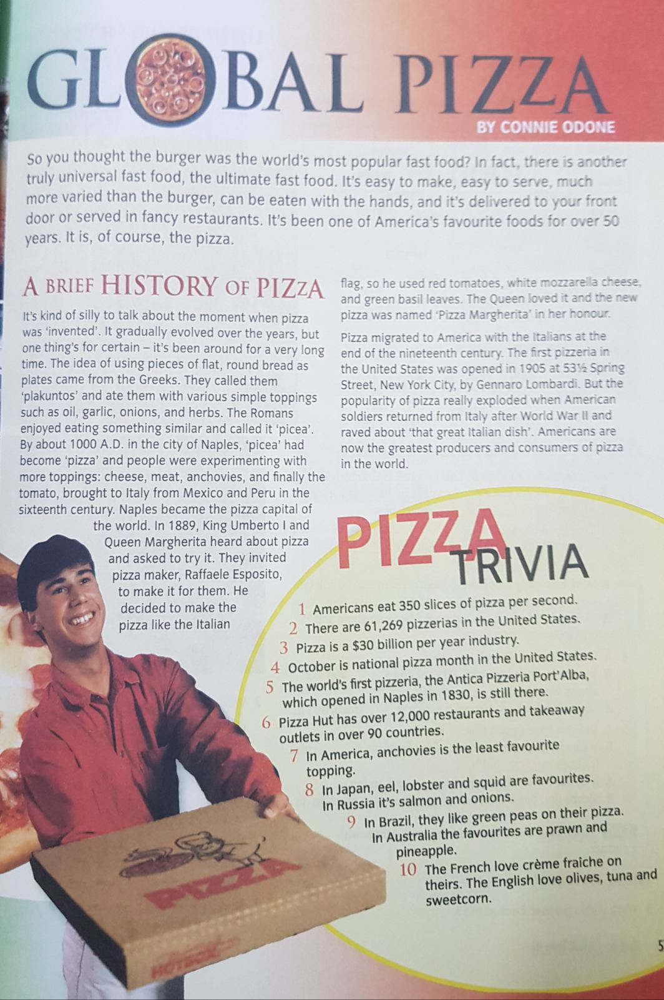 GLOBAL PIZZA
BY CONNIE ODONE
So you thought the burger was the world's most popular fast food? In fact, there is another
truly universal fast food, the ultimate fast food. It's easy to make, easy to serve, much
more varied than the burger, can be eaten with the hands, and it's delivered to your front
door or served in fancy restaurants. It's been one of America's favourite foods for over 50
years. It is, of course, the pizza.
A BRIEF HISTORY OF PIZZA
It's kind of silly to talk about the moment when pizza
was 'invented'. It gradually evolved over the years, but
one thing's for certain – it's been around for a very long
time. The idea of using pieces of flat, round bread as
plates came from the Greeks. They called them
'plakuntos' and ate them with various simple toppings
such as oil, garlic, onions, and herbs. The Romans
enjoyed eating something similar and called it 'picea'.
By about 1000 A.D. in the city of Naples, 'picea' had
become 'pizza' and people were experimenting with
more toppings: cheese, meat, anchovies, and finally the
tomato, brought to Italy from Mexico and Peru in the
sixteenth century. Naples became the pizza capital of
the world. In 1889, King Umberto I and
Queen Margherita heard about pizza
and asked to try it. They invited
pizza maker, Raffaele Esposito,
to make it for them. He
decided to make the
pizza like the Italian
flag, so he used red tomatoes, white mozzarella cheese,
and green basil leaves. The Queen loved it and the new
pizza was named 'Pizza Margherita' in her honour.
Pizza migrated to America with the Italians at the
end of the nineteenth century. The first pizzeria in
the United States was opened in 1905 at 53½ Spring
Street, New York City, by Gennaro Lombardi. But the
popularity of pizza really exploded when American
soldiers returned from Italy after World War II and
raved about 'that great Italian dish'. Americans are
now the greatest producers and consumers of pizza
in the world.
PIZZA
TRIVIA
1 Americans eat 350 slices of pizza per second.
2 There are 61,269 pizzerias in the United States.
3 Pizza is a $30 billion per year industry.
4 October is national pizza month in the United States.
5 The world's first pizzeria, the Antica Pizzeria Port'Alba,
which opened in Naples in 1830, is still there.
6 Pizza Hut has over 12,000 restaurants and takeaway
outlets in over 90 countries.
7 In America, anchovies is the least favourite
topping.
8 In Japan, eel, lobster and squid are favourites.
In Russia it's salmon and onions.
9 In Brazil, they like green peas on their pizza.
In Australia the favourites are prawn and
pineapple.
10 The French love crème fraîche on
theirs. The English love olives, tuna and
sweetcorn.
PIZZA
HOTBOX
5